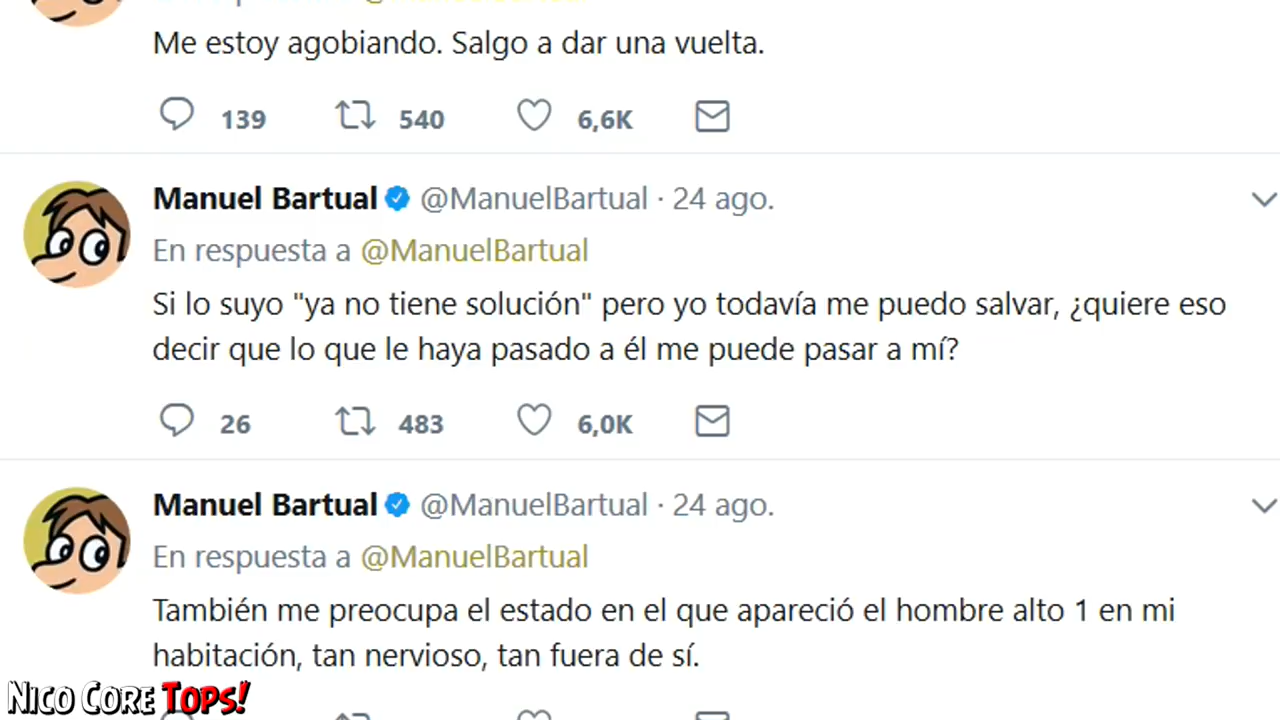 Me estoy agobiando. Salgo a dar una vuelta.
139 540 6,6K
Manuel Bartual @ManuelBartual · 24 ago.
En respuesta a @ManuelBartual
Si lo suyo "ya no tiene solución" pero yo todavía me puedo salvar, ¿quiere eso
decir que lo que le haya pasado a él me puede pasar a mí?
26 483 6,0K
Manuel Bartual @ManuelBartual · 24 ago.
En respuesta a @ManuelBartual
También me preocupa el estado en el que apareció el hombre alto 1 en mi
habitación, tan nervioso, tan fuera de sí.
Nico Core Tops!